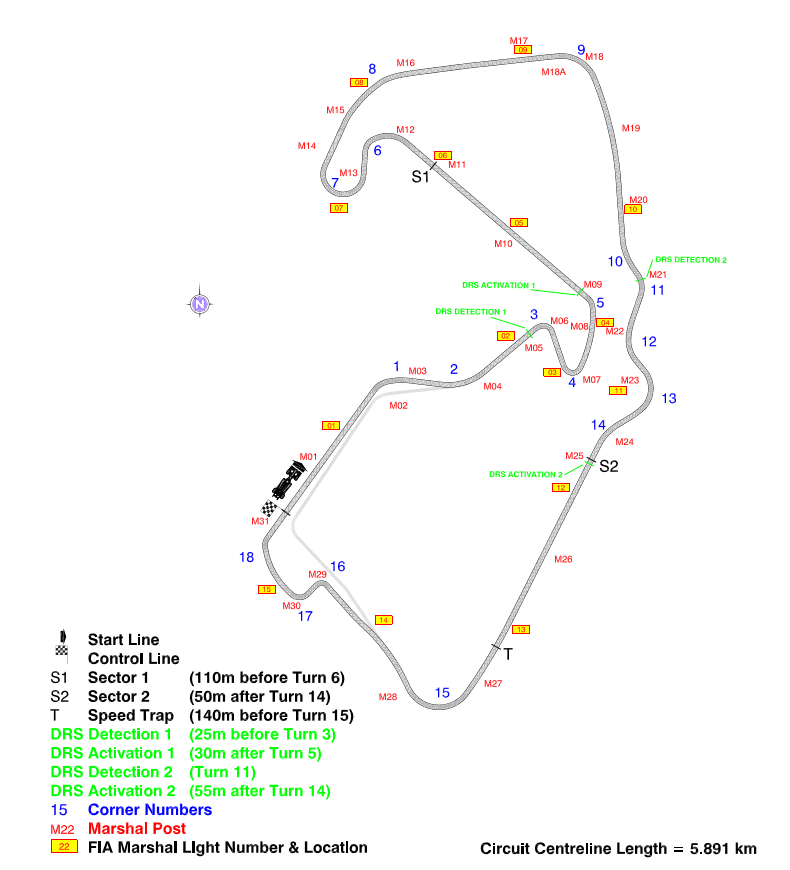 M17
09
9
M18
M16
8
M18A
08
M15
M19
M12
M14
6
06
M11
S1
M13
7
07
M20
10
05
M10
10
DRS DETECTION 2
M21
11
DRS ACTIVATION 1
M09
5
DRS DETECTION 1
3
M06
M08
04
M22
02
M05
12
1
M03
2
03
4
M07
M23
M04
11
13
M02
01
14
M24
M01
M25
S2
DRS ACTIVATION 2
12
M31
18
16
M26
M29
15
M30
17
14
13
T
M27
15
M28
Start Line
Control Line
S1 Sector 1 (110m before Turn 6)
S2 Sector 2 (50m after Turn 14)
T Speed Trap (140m before Turn 15)
DRS Detection 1 (25m before Turn 3)
DRS Activation 1 (30m after Turn 5)
DRS Detection 2 (Turn 11)
DRS Activation 2 (55m after Turn 14)
15 Corner Numbers
M22 Marshal Post
22 FIA Marshal Light Number & Location
Circuit Centreline Length = 5.891 km
N